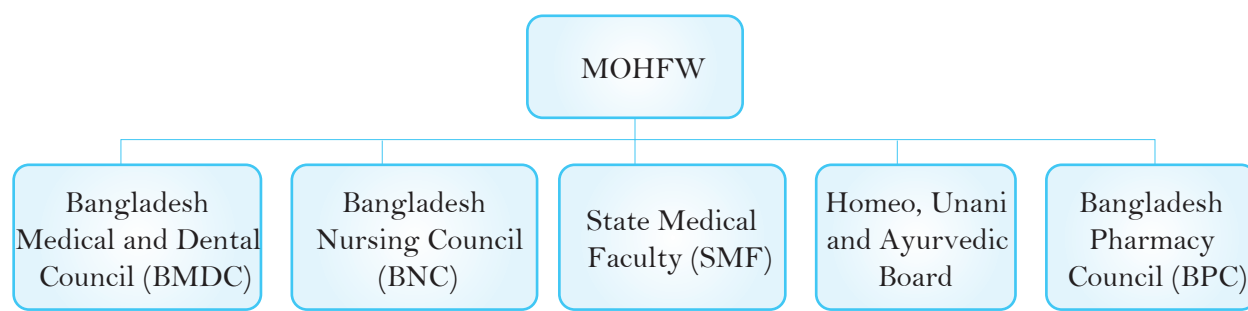 MOHFW
Bangladesh
Medical and Dental
Council (BMDC)
Bangladesh
Nursing Council
(BNC)
State Medical
Faculty (SMF)
Homeo, Unani
and Ayurvedic
Board
Bangladesh
Pharmacy
Council (BPC)